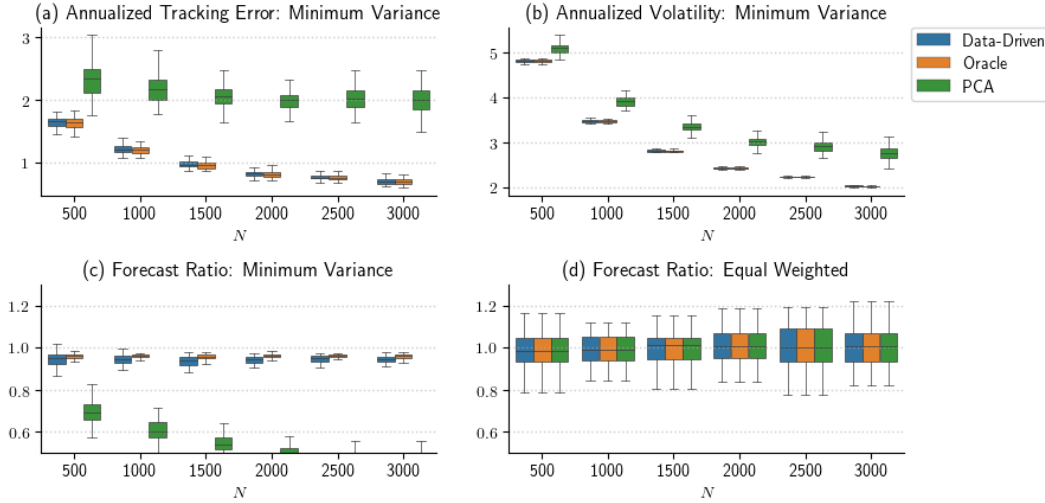 (a) Annualized Tracking Error: Minimum Variance
3
2
1
500 1000 1500 2000 2500 3000
N
(b) Annualized Volatility: Minimum Variance
5
4
3
2
500 1000 1500 2000 2500 3000
N
Data-Driven
Oracle
PCA
(c) Forecast Ratio: Minimum Variance
1.2
1.0
0.8
0.6
500 1000 1500 2000 2500 3000
N
(d) Forecast Ratio: Equal Weighted
1.2
1.0
0.8
0.6
500 1000 1500 2000 2500 3000
N